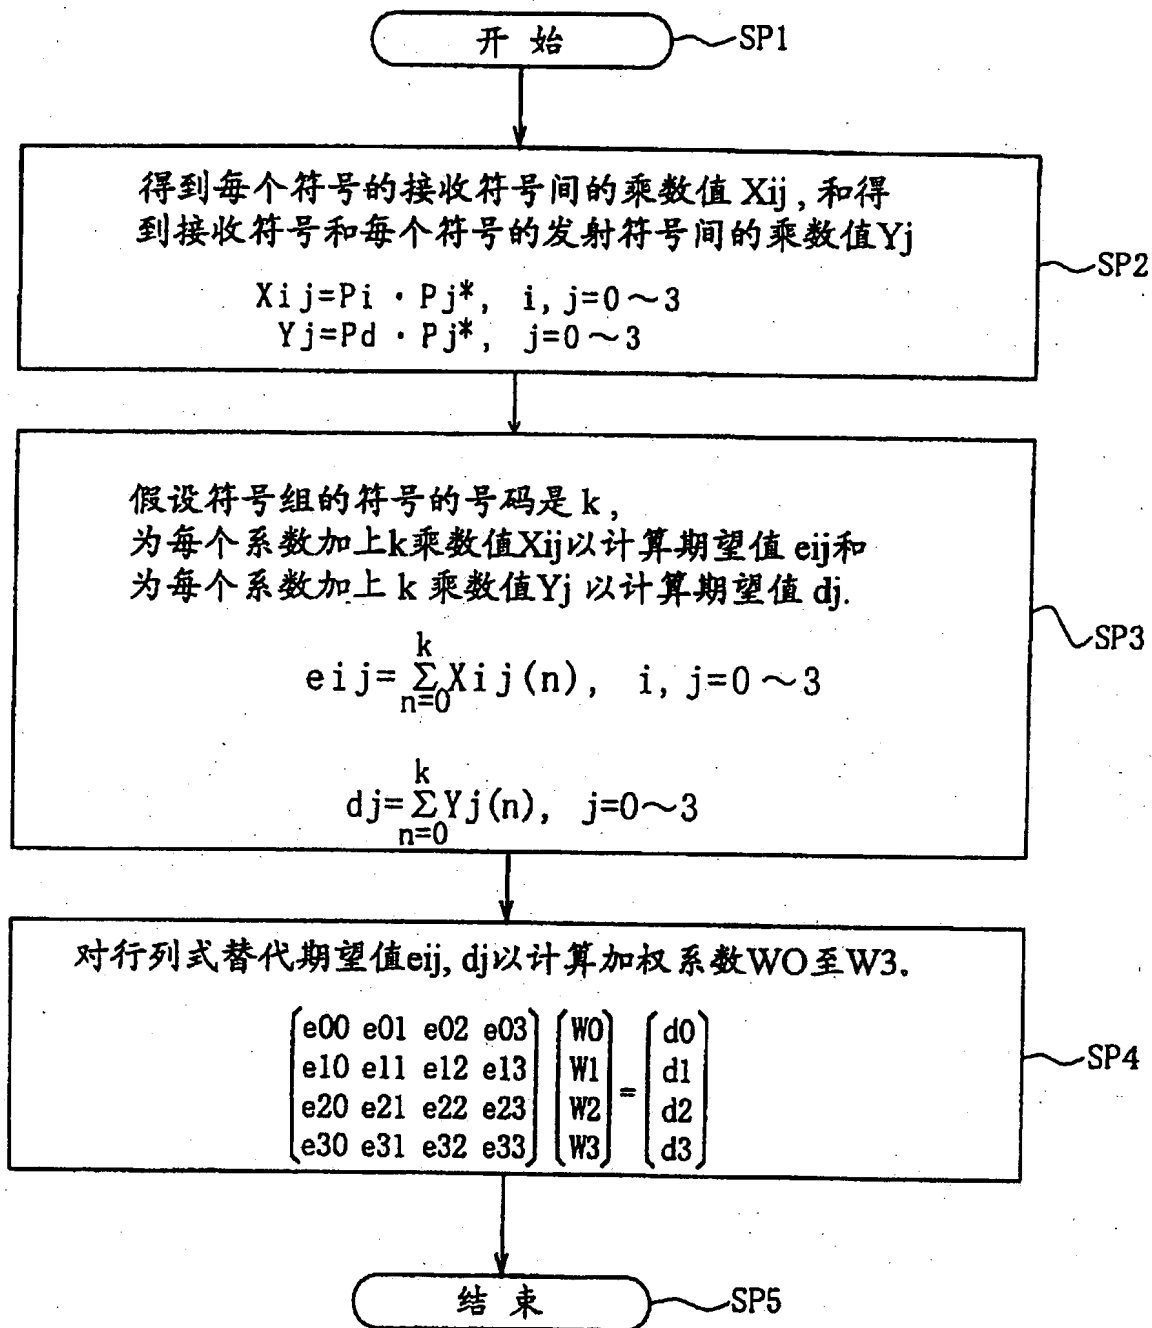 开 始 SP1
得到每个符号的接收符号间的乘数值 Xij , 和得
到接收符号和每个符号的发射符号间的乘数值Yj
SP2
Xij=Pi · Pj*, i, j=0～3
Yj=Pd · Pj*, j=0～3
假设符号组的符号的号码是 k ,
为每个系数加上k乘数值Xij以计算期望值 eij和
为每个系数加上 k 乘数值Yj 以计算期望值 dj.
SP3
k
eij=ΣXij(n), i, j=0～3
n=0
k
dj=ΣYj(n), j=0～3
n=0
对行列式替代期望值eij, dj以计算加权系数WO至W3.
e00 e01 e02 e03 W0 d0
e10 e11 e12 e13 W1 d1
SP4
=
e20 e21 e22 e23 W2 d2
e30 e31 e32 e33 W3 d3
结 束 SP5